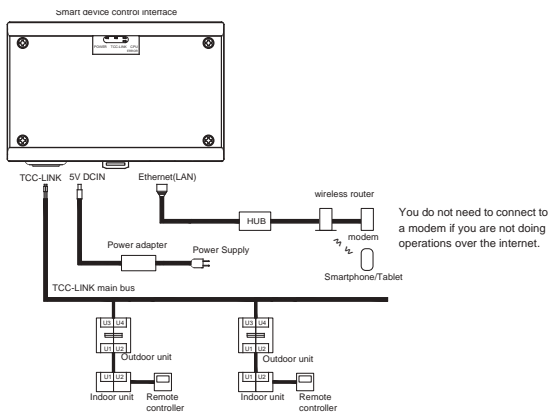 Smart device control interface
POWER TCC-LINK CPU
ERROR
TCC-LINK 5V DCIN Ethernet(LAN)
wireless router
HUB
modem
You do not need to connect to
a modem if you are not doing
operations over the internet.
Power adapter
Power Supply
Smartphone/Tablet
TCC-LINK main bus
U3 U4
U1 U2
Outdoor unit
U1 U2
Indoor unit
Remote
controller
U3 U4
U1 U2
Outdoor unit
U1 U2
Indoor unit
Remote
controller